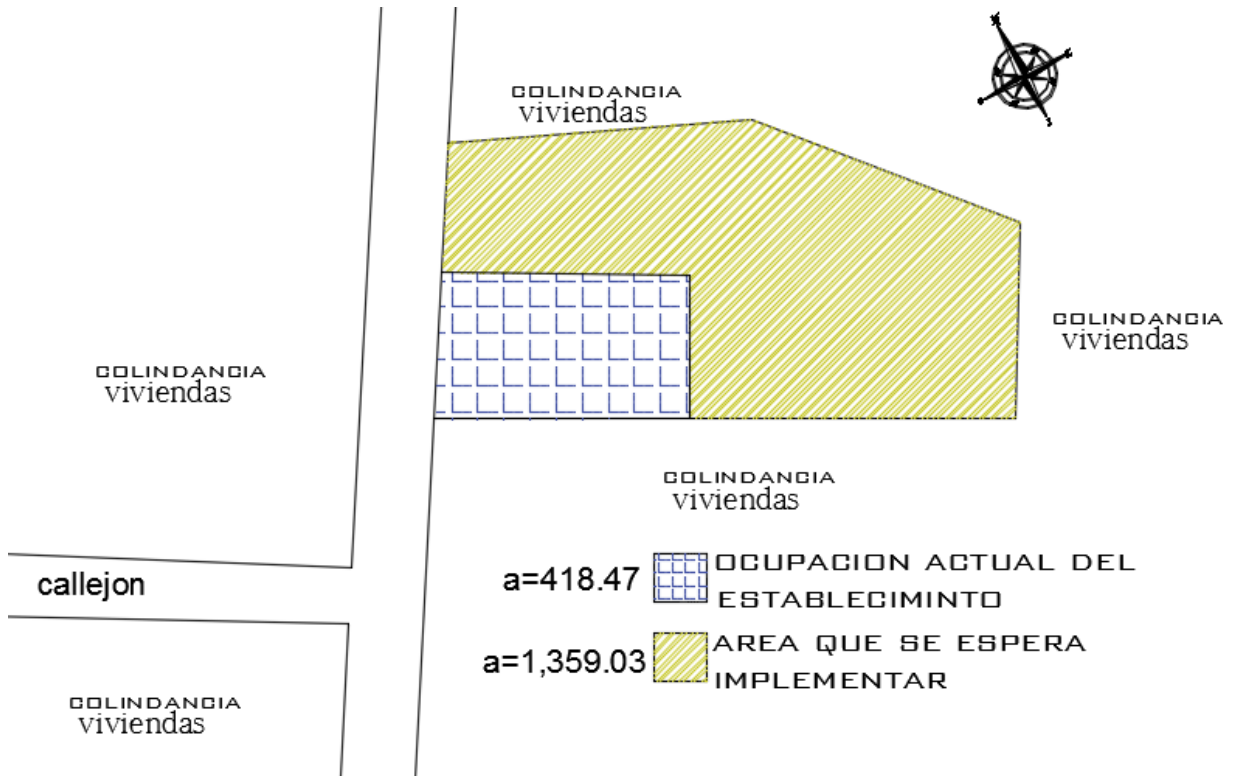 COLINDANCIA
viviendas
COLINDANCIA
viviendas
COLINDANCIA
viviendas
COLINDANCIA
viviendas
a=418.47 OCUPACION ACTUAL DEL
ESTABLECIMINTO
callejon
a=1,359.03 AREA QUE SE ESPERA
IMPLEMENTAR
COLINDANCIA
viviendas